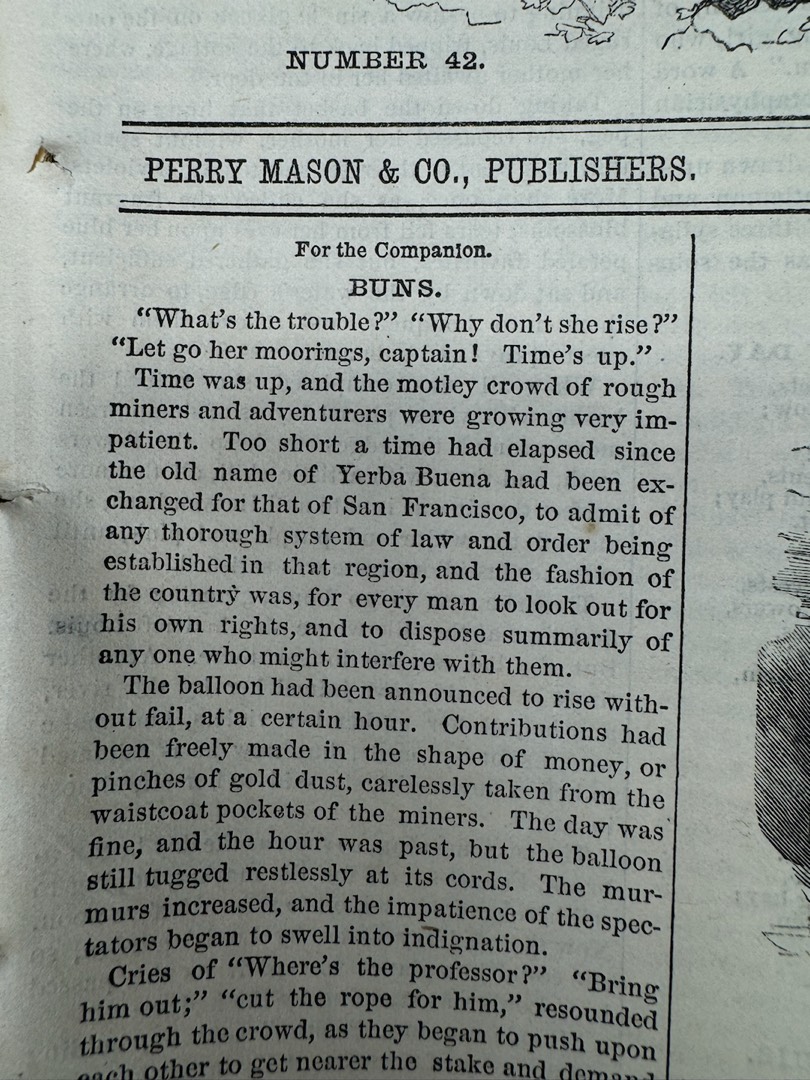 NUMBER 42.
PERRY MASON & CO., PUBLISHERS.
For the Companion.
BUNS.
"What's the trouble?" "Why don't she rise?"
"Let go her moorings, captain! Time's up."
Time was up, and the motley crowd of rough
miners and adventurers were growing very im-
patient. Too short a time had elapsed since
the old name of Yerba Buena had been ex-
changed for that of San Francisco, to admit of
any thorough system of law and order being
established in that region, and the fashion of
the country was, for every man to look out for
his own rights, and to dispose summarily of
any one who might interfere with them.
The balloon had been announced to rise with-
out fail, at a certain hour. Contributions had
been freely made in the shape of money, or
pinches of gold dust, carelessly taken from the
waistcoat pockets of the miners. The day was
fine, and the hour was past, but the balloon
still tugged restlessly at its cords. The mur-
murs increased, and the impatience of the spec-
tators began to swell into indignation.
Cries of "Where's the professor?" "Bring
him out;" "cut the rope for him," resounded
through the crowd, as they began to push upon
each other to get nearer the stake and demand